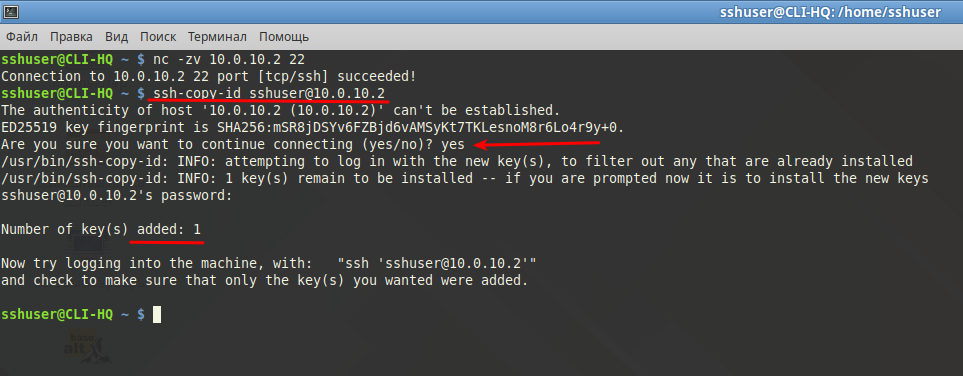 sshuser@CLI-HQ: /home/sshuser
Файл Правка Вид Поиск Терминал Помощь
sshuser@CLI-HQ ~ $ nc -zv 10.0.10.2 22
Connection to 10.0.10.2 22 port [tcp/ssh] succeeded!
sshuser@CLI-HQ ~ $ ssh-copy-id sshuser@10.0.10.2
The authenticity of host '10.0.10.2 (10.0.10.2)' can't be established.
ED25519 key fingerprint is SHA256:mSR8jDSYv6FZBjd6vAMSyKt7TKLesnoM8r6Lo4r9y+0.
Are you sure you want to continue connecting (yes/no)? yes
/usr/bin/ssh-copy-id: INFO: attempting to log in with the new key(s), to filter out any that are already installed
/usr/bin/ssh-copy-id: INFO: 1 key(s) remain to be installed -- if you are prompted now it is to install the new keys
sshuser@10.0.10.2's password:
Number of key(s) added: 1
Now try logging into the machine, with:   "ssh 'sshuser@10.0.10.2'"
and check to make sure that only the key(s) you wanted were added.
sshuser@CLI-HQ ~ $
base
alt